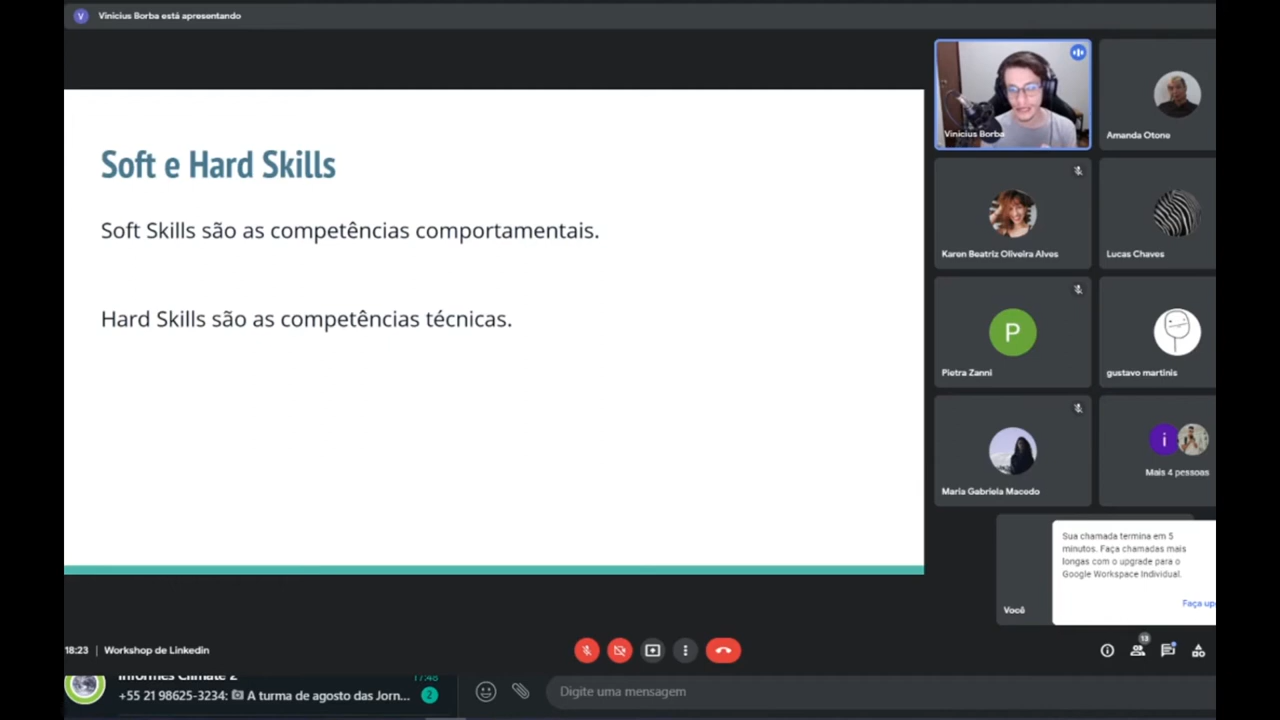 V
Vinicius Borba está apresentando
Soft e Hard Skills
Soft Skills são as competências comportamentais.
Hard Skills são as competências técnicas.
Vinicius Borba
Amanda Otone
Karen Beatriz Oliveira Alves
Lucas Chaves
P
Pietra Zanni
gustavo martinis
Maria Gabriela Macedo
i
Mais 4 pessoas
Sua chamada termina em 5
minutos. Faça chamadas mais
longas com o upgrade para o
Google Workspace Individual.
Faça up
Você
18:23 | Workshop de Linkedin
13
Informes Climate 2
17:48
+55 21 98625-3234: A turma de agosto das Jorn...
2
Digite uma mensagem